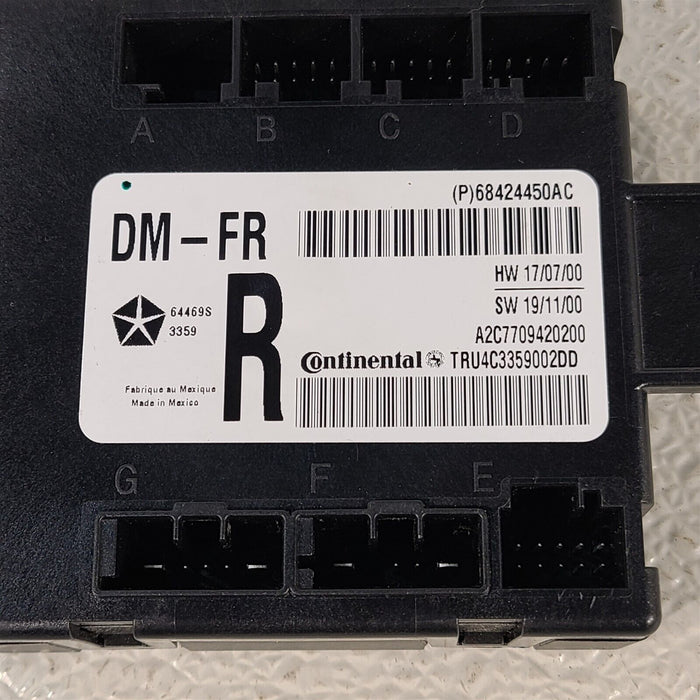 A B C D
(P)68424450AC
DM-FR
HW 17/07/00
SW 19/11/00
64469S
3359
R
A2C7709420200
Continental TRU4C3359002DD
Fabrique au Mexique
Made in Mexico
G F E